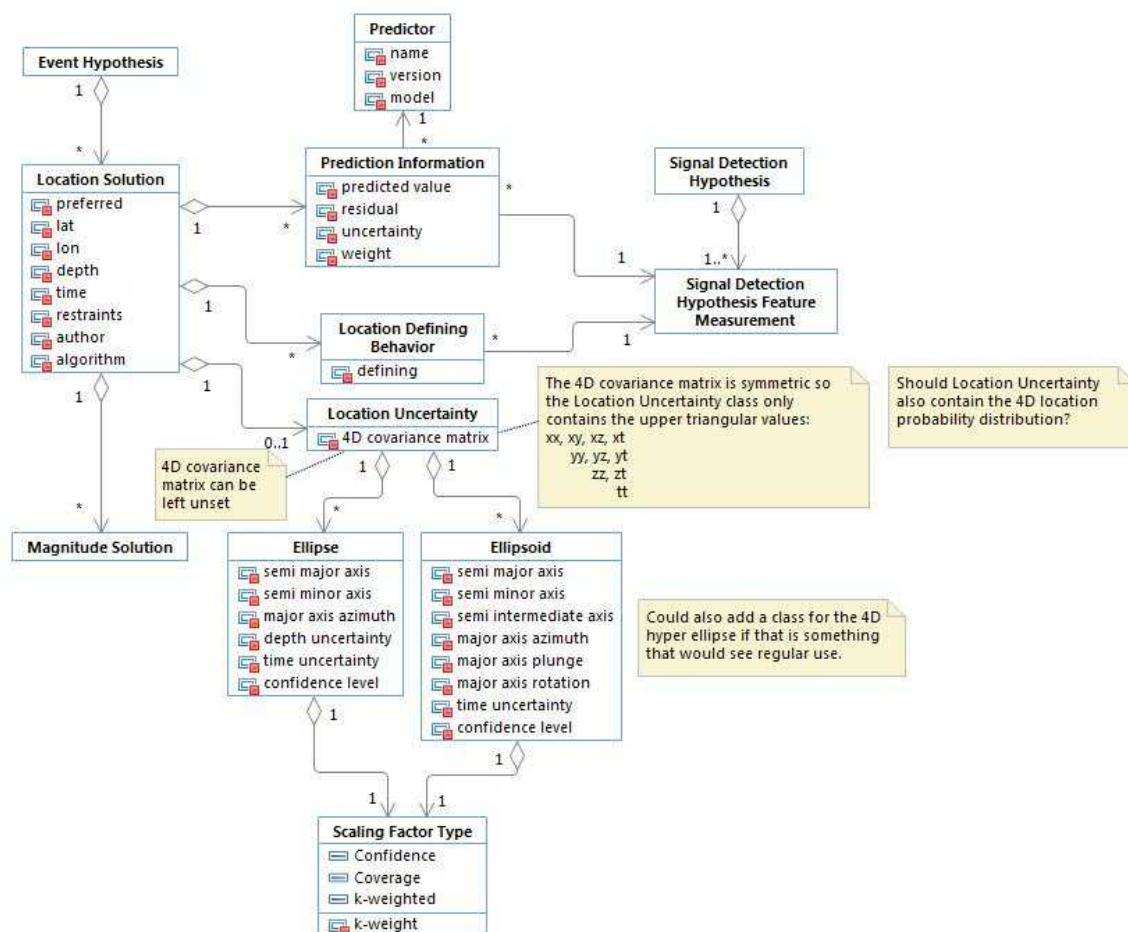 Predictor
name
version
model
Event Hypothesis
1
*
1
*
Location Solution
preferred
lat
lon
depth
time
restraints
author
algorithm
Prediction Information
predicted value
residual
uncertainty
weight
1
*
Signal Detection
Hypothesis
1
1..*
*
1
Signal Detection
Hypothesis Feature
Measurement
1
*
Location Defining
Behavior
defining
*
1
1
0..1
Location Uncertainty
4D covariance matrix
The 4D covariance matrix is symmetric so
the Location Uncertainty class only
contains the upper triangular values:
xx, xy, xz, xt
yy, yz, yt
zz, zt
tt
Should Location Uncertainty
also contain the 4D location
probability distribution?
4D covariance
matrix can be
left unset
1
*
Magnitude Solution
1
*
1
*
Ellipse
semi major axis
semi minor axis
major axis azimuth
depth uncertainty
time uncertainty
confidence level
Ellipsoid
semi major axis
semi minor axis
semi intermediate axis
major axis azimuth
major axis plunge
major axis rotation
time uncertainty
confidence level
Could also add a class for the 4D
hyper ellipse if that is something
that would see regular use.
1
1
1
1
Scaling Factor Type
Confidence
Coverage
k-weighted
k-weight